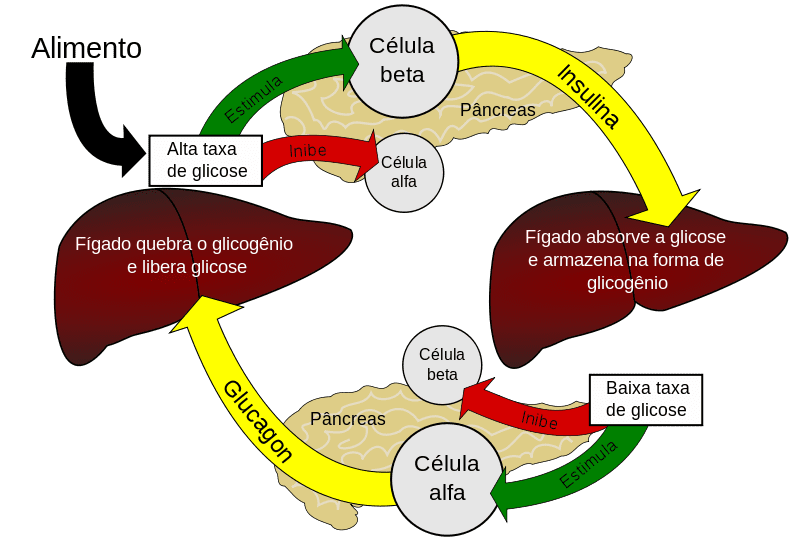 Alimento
Célula
beta
Estimula
Insulina
Pâncreas
Alta taxa
de glicose
Inibe
Célula
alfa
Fígado quebra o glicogênio
e libera glicose
Fígado absorve a glicose
e armazena na forma de
glicogênio
Célula
beta
Baixa taxa
de glicose
Glucagon
Pâncreas
Inibe
Célula
alfa
Estimula